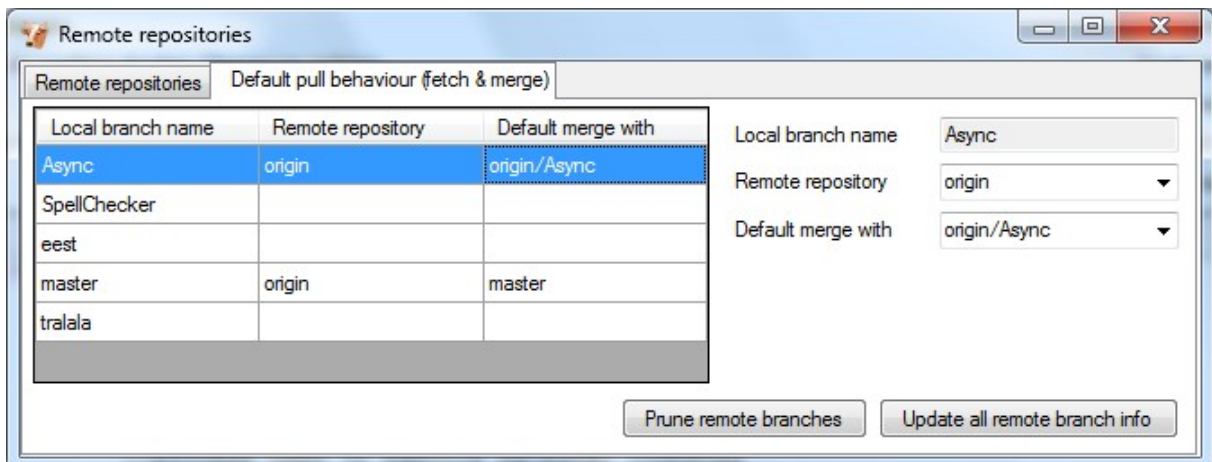 Remote repositories
Remote repositories Default pull behaviour (fetch & merge)
Local branch name Remote repository Default merge with
Async origin origin/Async
SpellChecker
eest
master origin master
tralala
Local branch name Async
Remote repository origin
Default merge with origin/Async
Prune remote branches Update all remote branch info